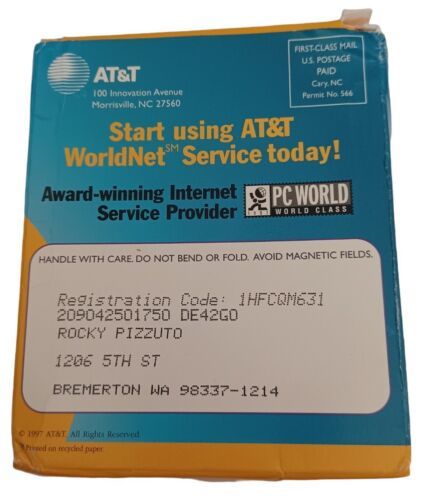 AT&T
100 Innovation Avenue
Morrisville, NC 27560
FIRST-CLASS MAIL
U.S. POSTAGE
PAID
Cary, NC
Permit No. 566
Start using AT&T
WorldNet℠ Service today!
Award-winning Internet
Service Provider
PC WORLD
WORLD CLASS
HANDLE WITH CARE. DO NOT BEND OR FOLD. AVOID MAGNETIC FIELDS.
Registration Code: 1HFCQM631
209042501750 DE42GO
ROCKY PIZZUTO
1206 5TH ST
BREMERTON WA 98337-1214
© 1997 AT&T. All Rights Reserved.
Printed on recycled paper.